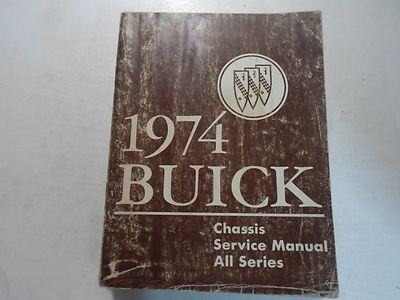 1974
BUICK
Chassis
Service Manual
All Series